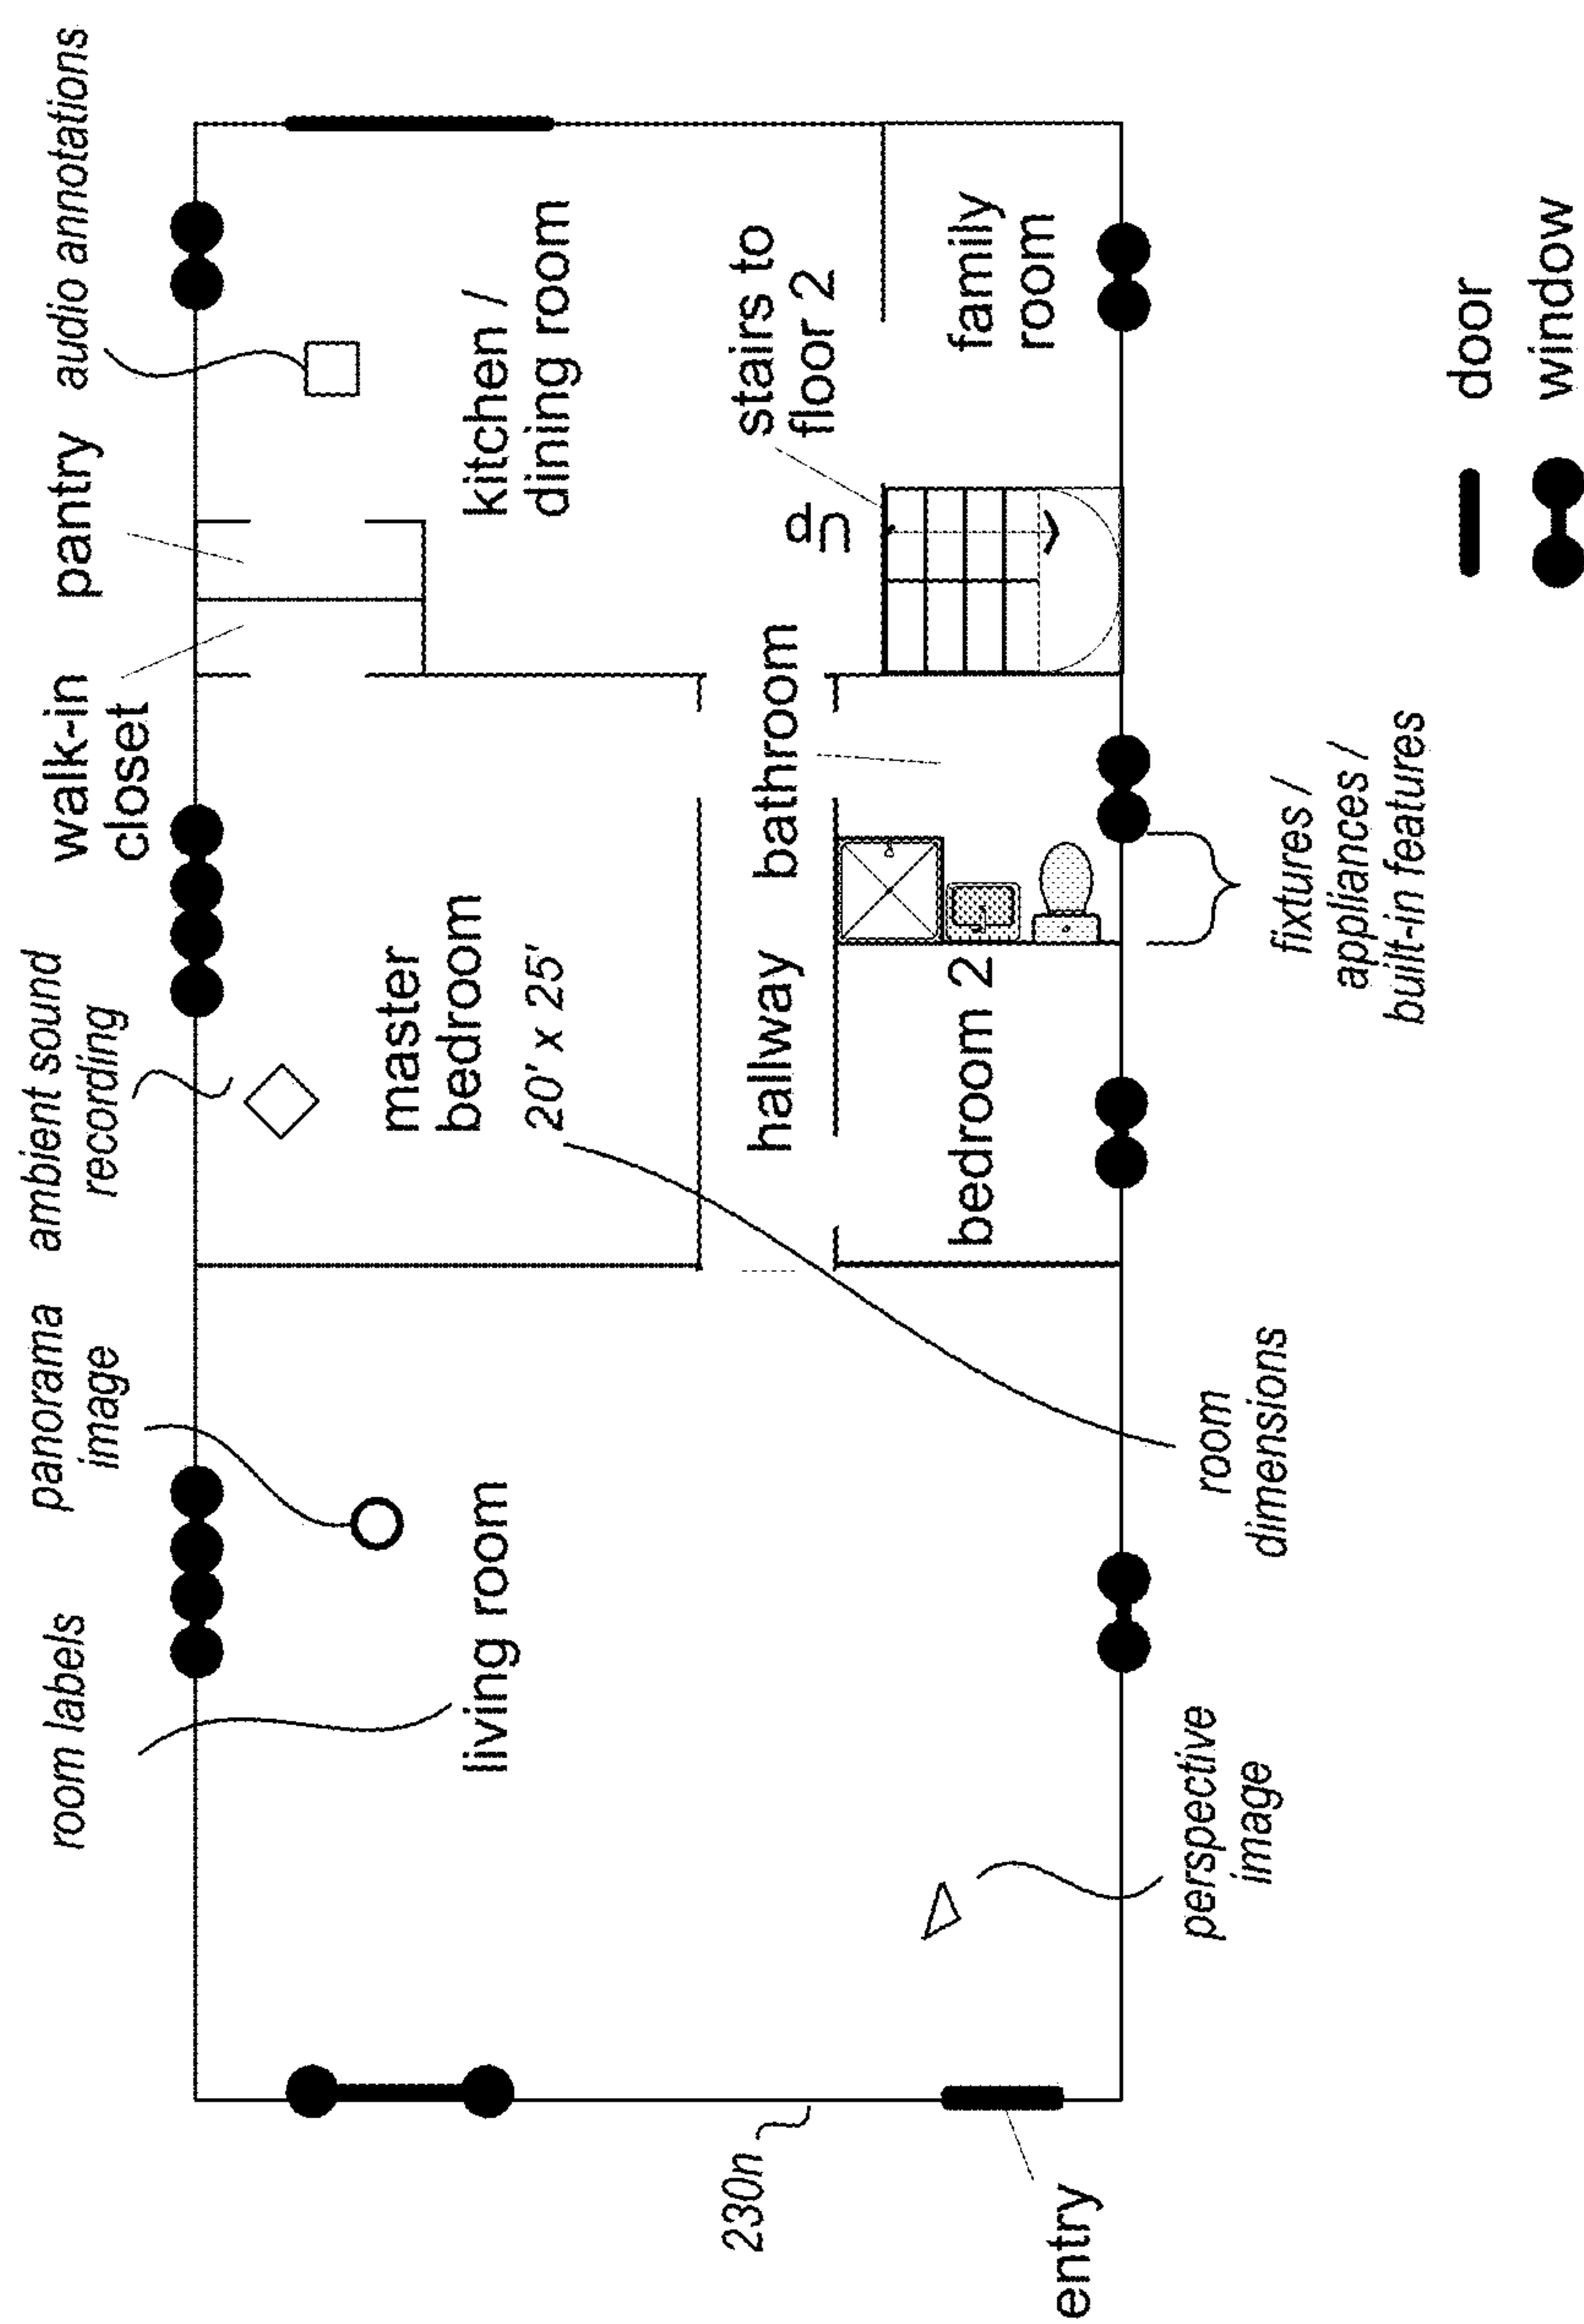 room labels
panorama
image
ambient sound
recording
walk-in
closet
pantry
audio annotations
living room
master
bedroom
20' x 25'
kitchen /
dining room
hallway
bathroom
up
stairs to
floor 2
bedroom 2
family
room
230n
entry
perspective
image
room
dimensions
fixtures /
appliances /
built-in features
door
window